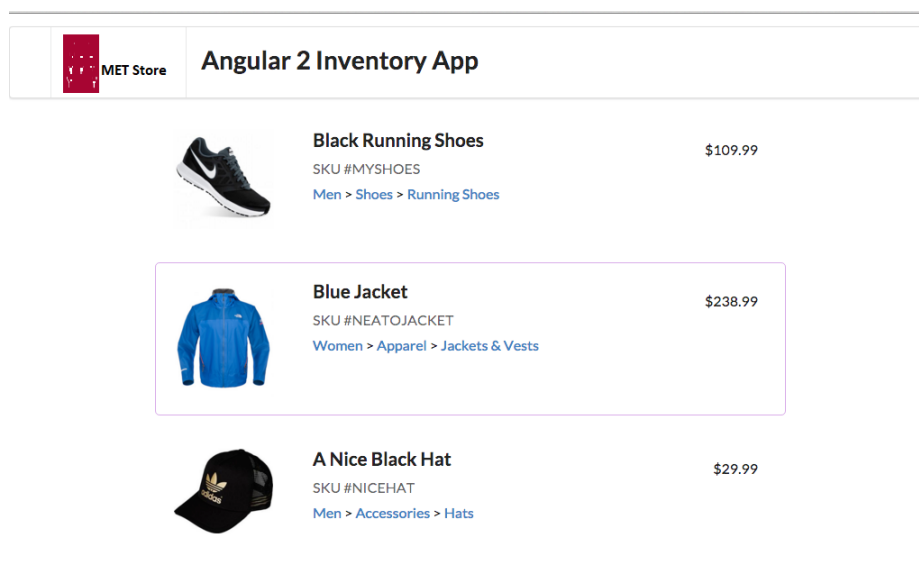 MET Store
Angular 2 Inventory App
Black Running Shoes
$109.99
SKU #MYSHOES
Men > Shoes > Running Shoes
Blue Jacket
$238.99
SKU #NEATOJACKET
Women > Apparel > Jackets & Vests
A Nice Black Hat
$29.99
SKU #NICEHAT
Men > Accessories > Hats
adidas